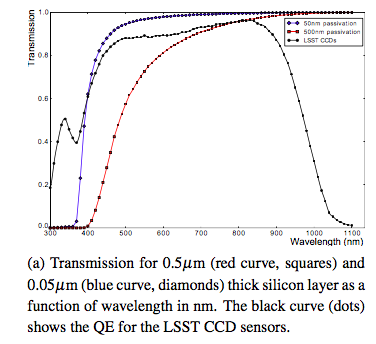 Transmission
1.0
0.8
0.6
0.4
0.2
0.0
300 400 500 600 700 800 900 1000 1100
Wavelength (nm)
50nm passivation
500nm passivation
LSST CCDs
(a) Transmission for 0.5μm (red curve, squares) and
0.05μm (blue curve, diamonds) thick silicon layer as a
function of wavelength in nm. The black curve (dots)
shows the QE for the LSST CCD sensors.